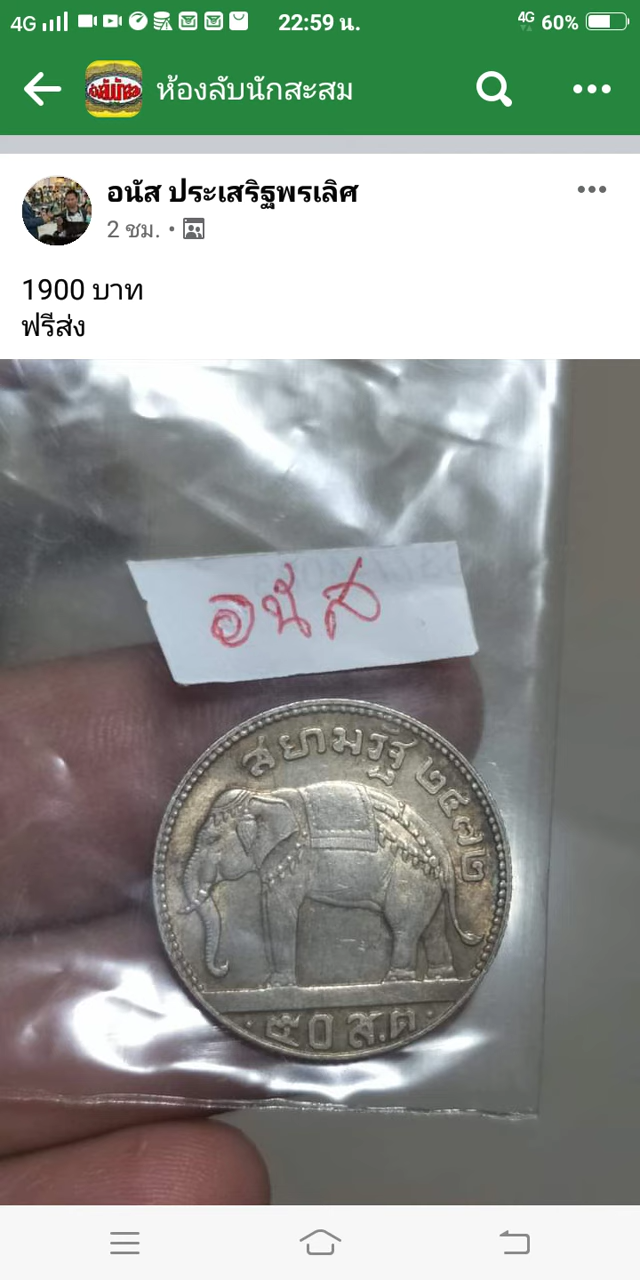 4G 22:59 น. 4G 60%
ห้องลับนักสะสม
อนัส ประเสริฐพรเลิศ
2 ชม.
1900 บาท
ฟรีส่ง
อนัส
สยามรัฐ ๒๔๗๒
๕๐ ส.ต.